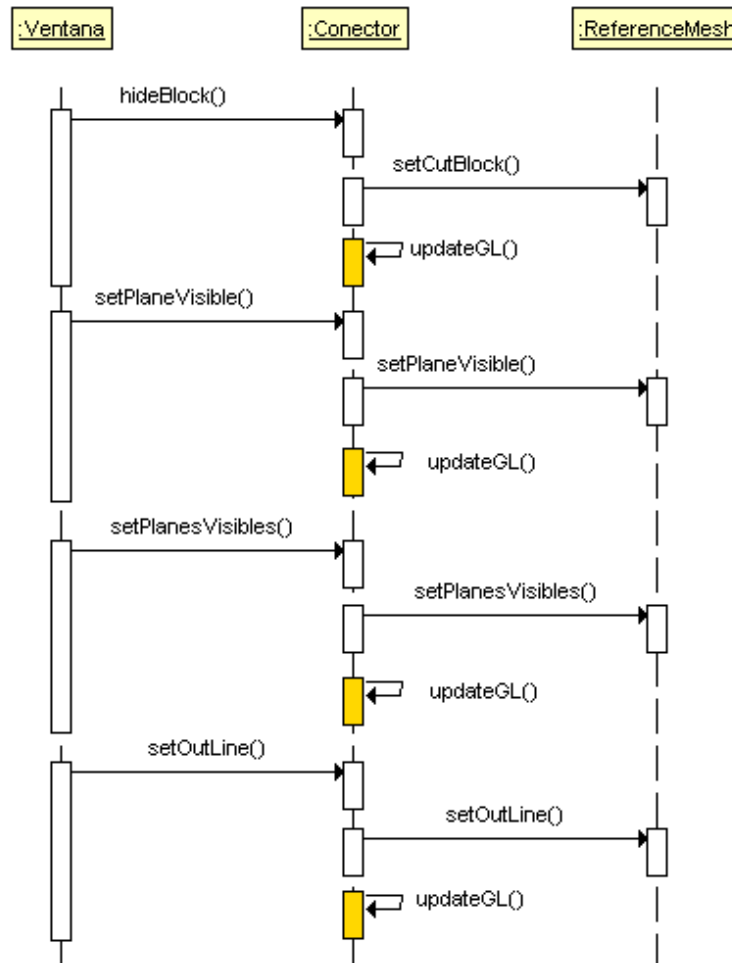 :Ventana
:Conector
:ReferenceMesh
hideBlock()
setCutBlock()
updateGL()
setPlaneVisible()
setPlaneVisible()
updateGL()
setPlanesVisibles()
setPlanesVisibles()
updateGL()
setOutLine()
setOutLine()
updateGL()